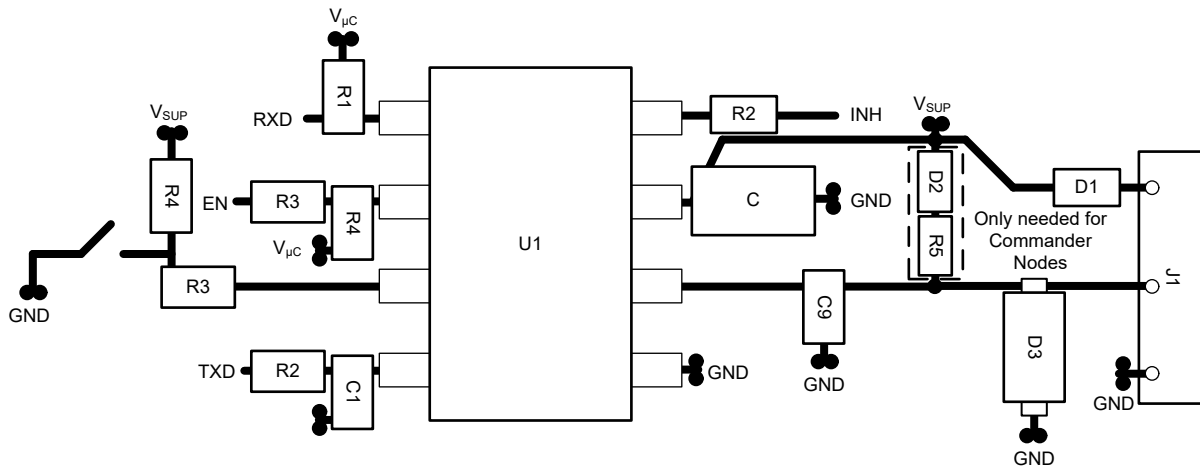 VµC
R1
RXD
VSUP
R4
EN
R3
R4
VµC
R3
GND
TXD
R2
C1
U1
R2
INH
VSUP
D2
C
GND
D1
Only needed for
Commander
Nodes
R5
J1
C9
GND
GND
D3
GND
GND